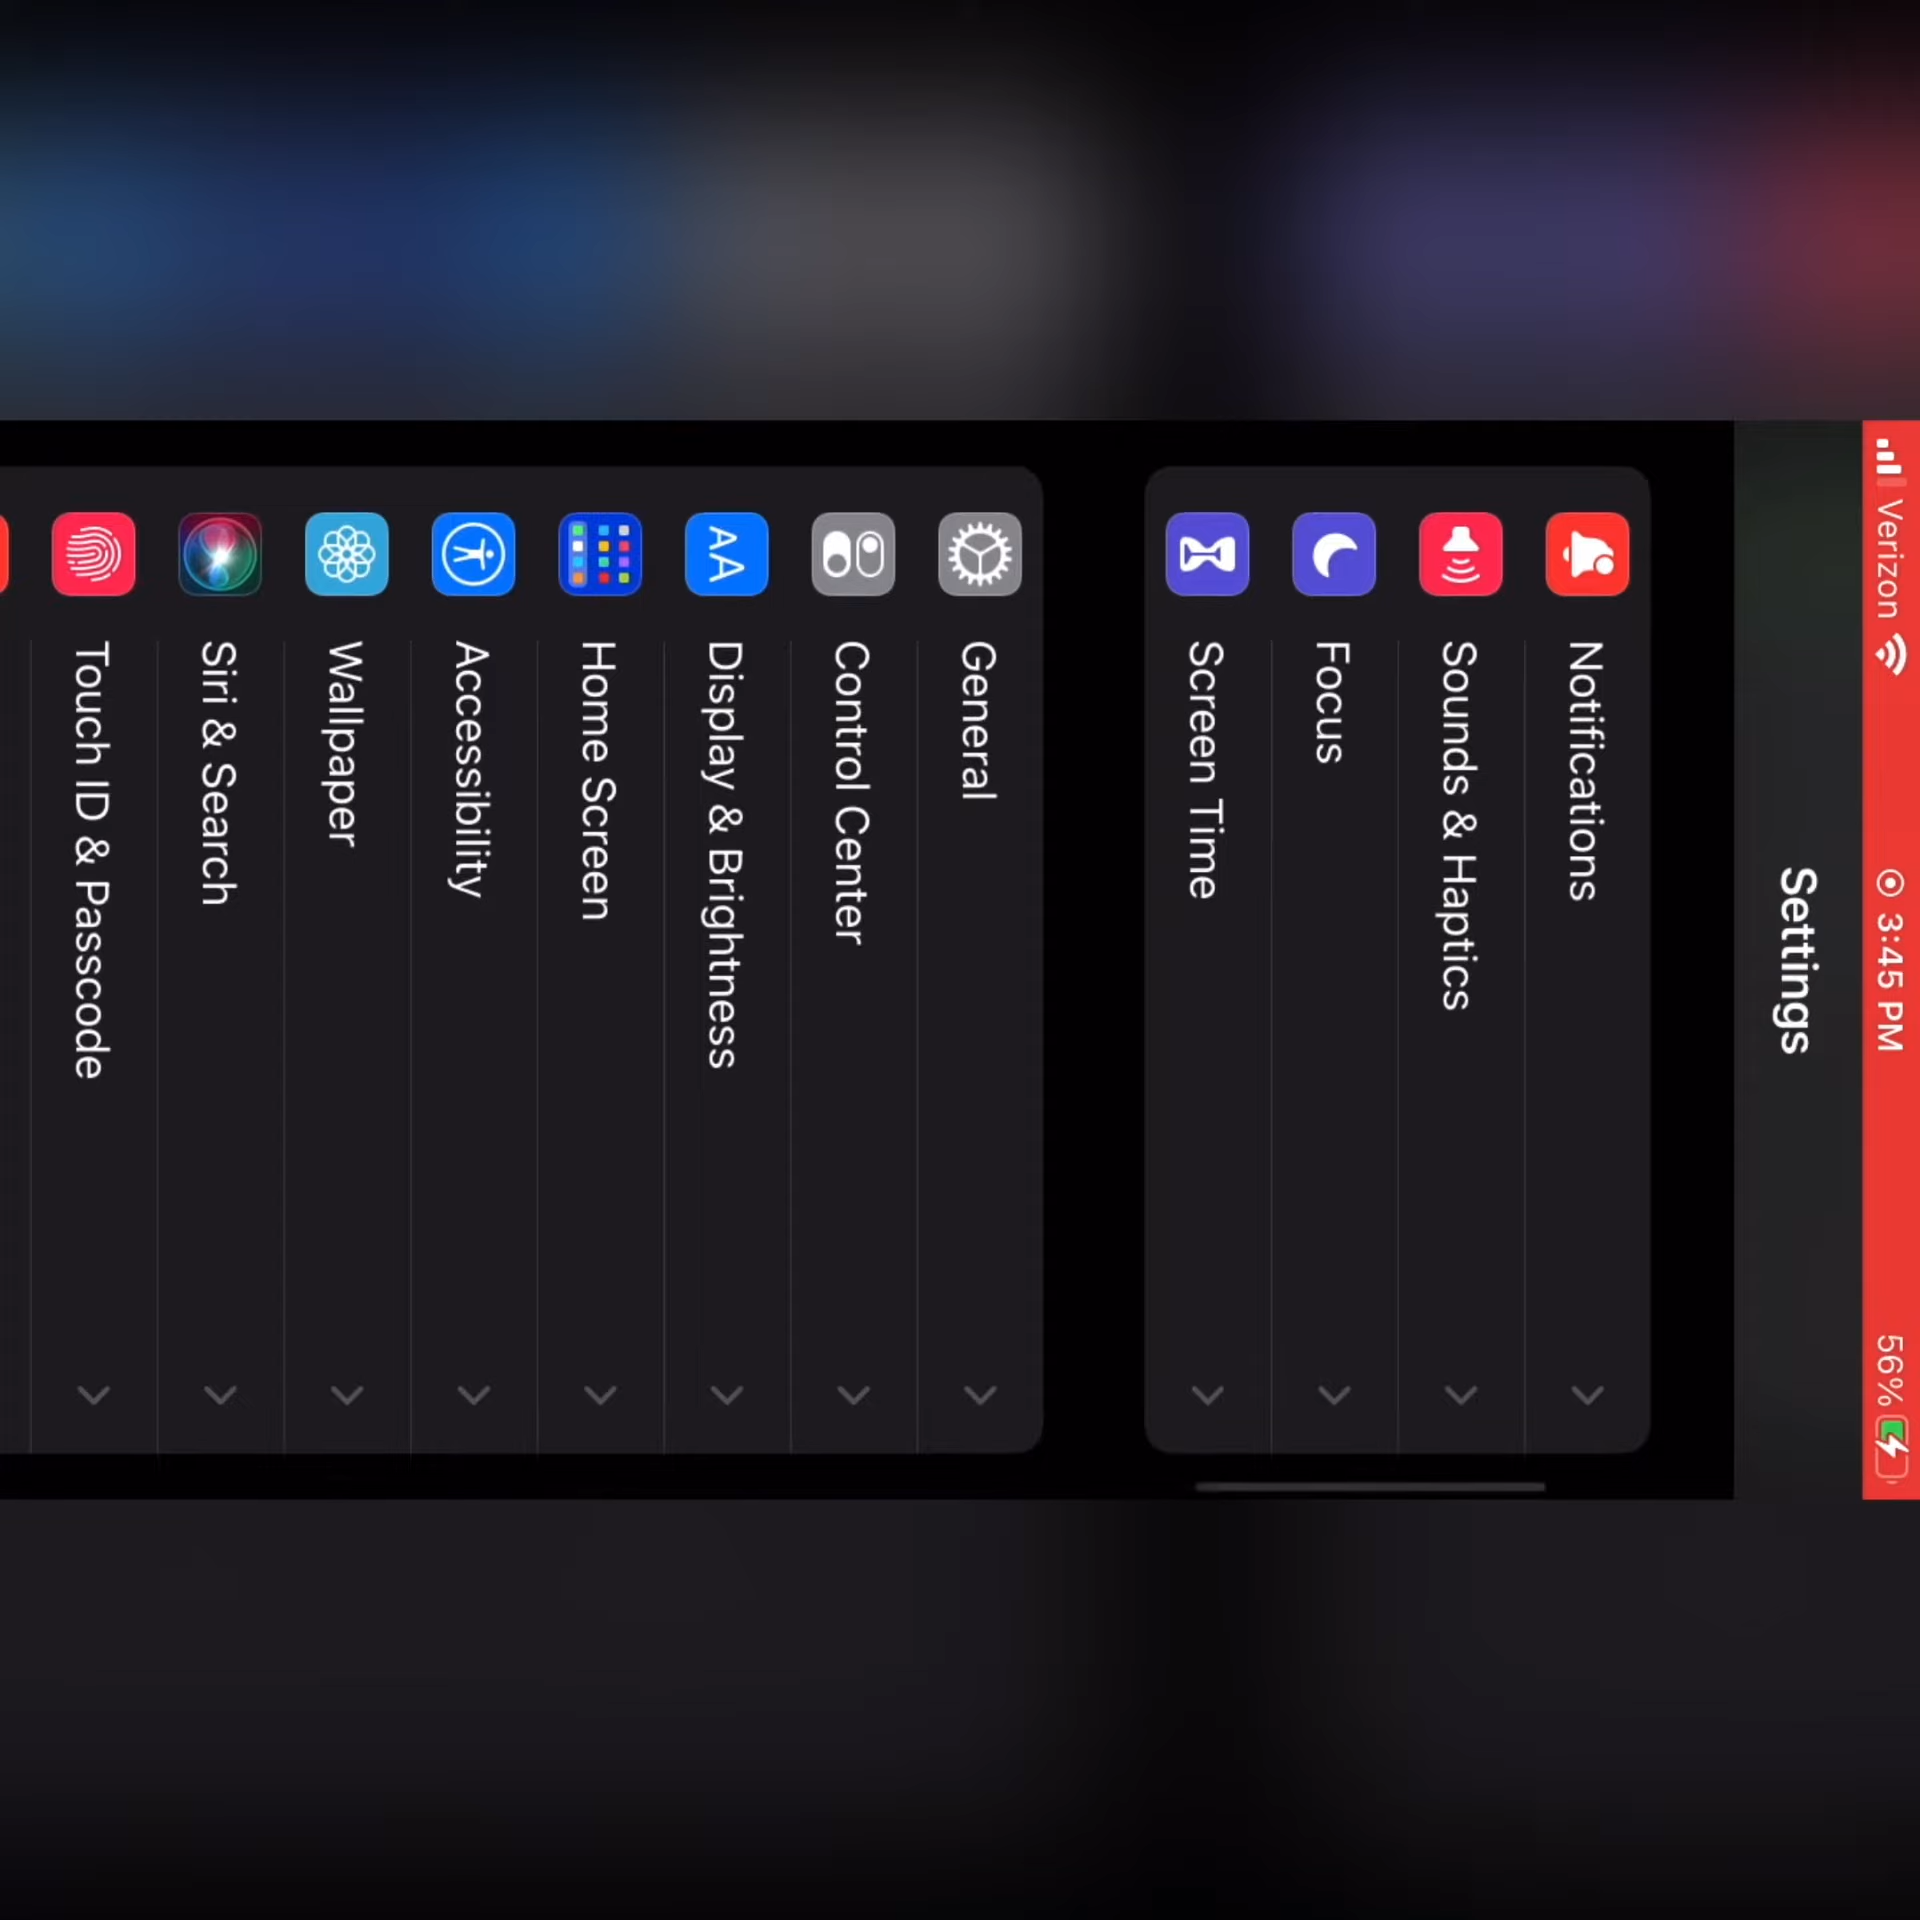 Verizon 3:45 PM 56%
Settings
Notifications
Sounds & Haptics
Focus
Screen Time
General
Control Center
AA Display & Brightness
Home Screen
Accessibility
Wallpaper
Siri & Search
Touch ID & Passcode